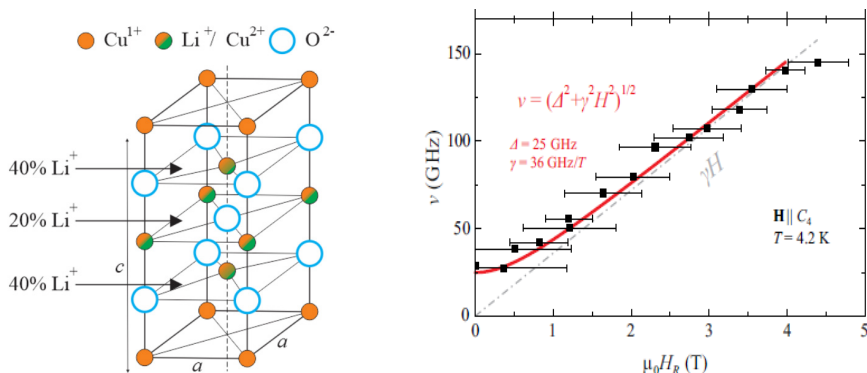 Cu1+ Li+/ Cu2+ O2-
40% Li+
20% Li+
40% Li+
c
a
a
150
100
50
0
ν (GHz)
ν = (Δ2+γ2H2)1/2
Δ = 25 GHz
γ = 36 GHz/T
γH
H || C4
T = 4.2 K
0 1 2 3 4 5
μ0HR (T)